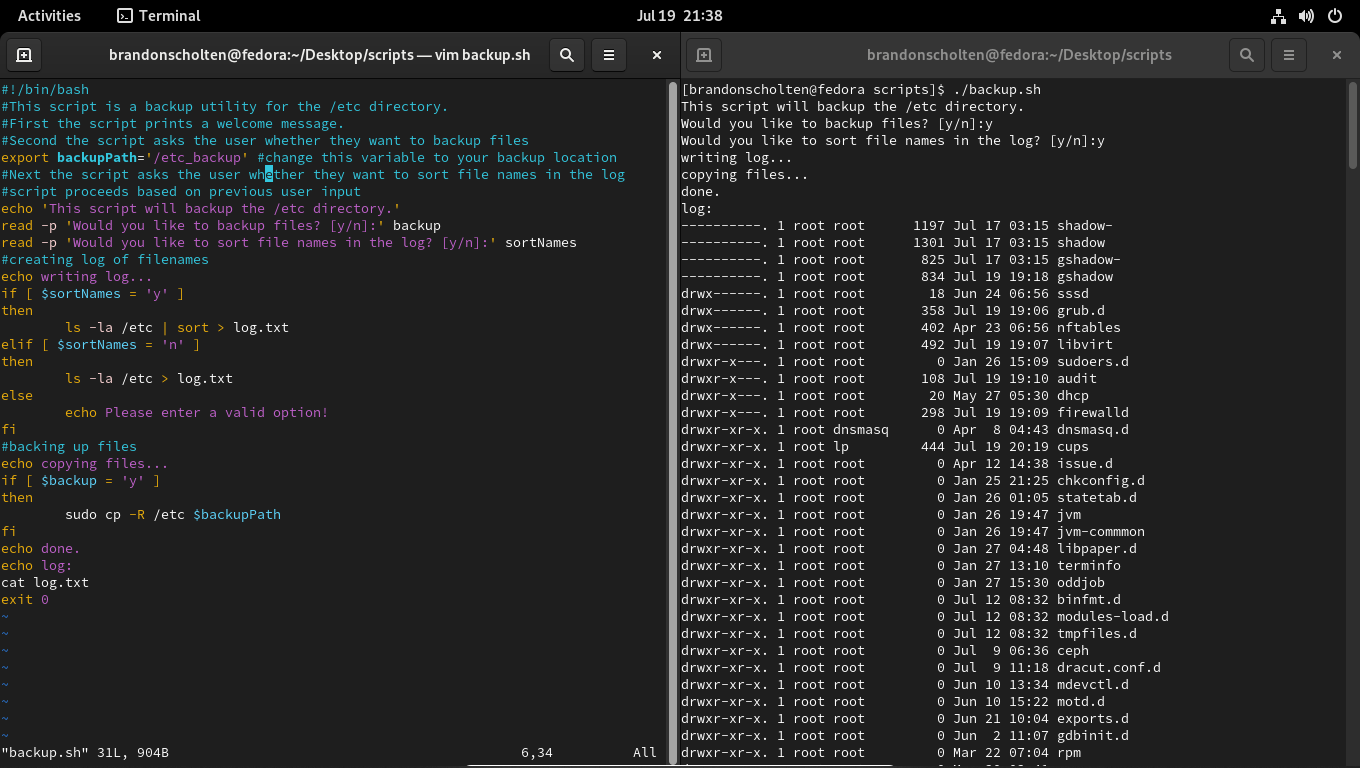 Activities Terminal Jul 19 21:38
brandonscholten@fedora:~/Desktop/scripts — vim backup.sh
#!/bin/bash
#This script is a backup utility for the /etc directory.
#First the script prints a welcome message.
#Second the script asks the user whether they want to backup files
export backupPath='/etc_backup' #change this variable to your backup location
#Next the script asks the user whether they want to sort file names in the log
#script proceeds based on previous user input
echo 'This script will backup the /etc directory.'
read -p 'Would you like to backup files? [y/n]:' backup
read -p 'Would you like to sort file names in the log? [y/n]:' sortNames
#creating log of filenames
echo writing log...
if [ $sortNames = 'y' ]
then
        ls -la /etc | sort > log.txt
elif [ $sortNames = 'n' ]
then
        ls -la /etc > log.txt
else
        echo Please enter a valid option!
fi
#backing up files
echo copying files...
if [ $backup = 'y' ]
then
        sudo cp -R /etc $backupPath
fi
echo done.
echo log:
cat log.txt
exit 0
~
~
~
~
~
~
~
~
"backup.sh" 31L, 904B 6,34 All
brandonscholten@fedora:~/Desktop/scripts
[brandonscholten@fedora scripts]$ ./backup.sh
This script will backup the /etc directory.
Would you like to backup files? [y/n]:y
Would you like to sort file names in the log? [y/n]:y
writing log...
copying files...
done.
log:
----------. 1 root root      1197 Jul 17 03:15 shadow-
----------. 1 root root      1301 Jul 17 03:15 shadow
----------. 1 root root       825 Jul 17 03:15 gshadow-
----------. 1 root root       834 Jul 19 19:18 gshadow
drwx------. 1 root root        18 Jun 24 06:56 sssd
drwx------. 1 root root       358 Jul 19 19:06 grub.d
drwx------. 1 root root       402 Apr 23 06:56 nftables
drwx------. 1 root root       492 Jul 19 19:07 libvirt
drwxr-x---. 1 root root         0 Jan 26 15:09 sudoers.d
drwxr-x---. 1 root root       108 Jul 19 19:10 audit
drwxr-x---. 1 root root        20 May 27 05:30 dhcp
drwxr-x---. 1 root root       298 Jul 19 19:09 firewalld
drwxr-xr-x. 1 root dnsmasq      0 Apr  8 04:43 dnsmasq.d
drwxr-xr-x. 1 root lp         444 Jul 19 20:19 cups
drwxr-xr-x. 1 root root         0 Apr 12 14:38 issue.d
drwxr-xr-x. 1 root root         0 Jan 25 21:25 chkconfig.d
drwxr-xr-x. 1 root root         0 Jan 26 01:05 statetab.d
drwxr-xr-x. 1 root root         0 Jan 26 19:47 jvm
drwxr-xr-x. 1 root root         0 Jan 26 19:47 jvm-commmon
drwxr-xr-x. 1 root root         0 Jan 27 04:48 libpaper.d
drwxr-xr-x. 1 root root         0 Jan 27 13:10 terminfo
drwxr-xr-x. 1 root root         0 Jan 27 15:30 oddjob
drwxr-xr-x. 1 root root         0 Jul 12 08:32 binfmt.d
drwxr-xr-x. 1 root root         0 Jul 12 08:32 modules-load.d
drwxr-xr-x. 1 root root         0 Jul 12 08:32 tmpfiles.d
drwxr-xr-x. 1 root root         0 Jul  9 06:36 ceph
drwxr-xr-x. 1 root root         0 Jul  9 11:18 dracut.conf.d
drwxr-xr-x. 1 root root         0 Jun 10 13:34 mdevctl.d
drwxr-xr-x. 1 root root         0 Jun 10 15:22 motd.d
drwxr-xr-x. 1 root root         0 Jun 21 10:04 exports.d
drwxr-xr-x. 1 root root         0 Jun  2 11:07 gdbinit.d
drwxr-xr-x. 1 root root         0 Mar 22 07:04 rpm